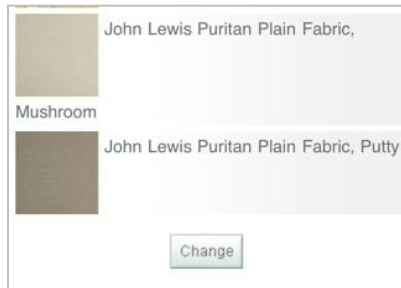 John Lewis Puritan Plain Fabric,
Mushroom
John Lewis Puritan Plain Fabric, Putty
Change